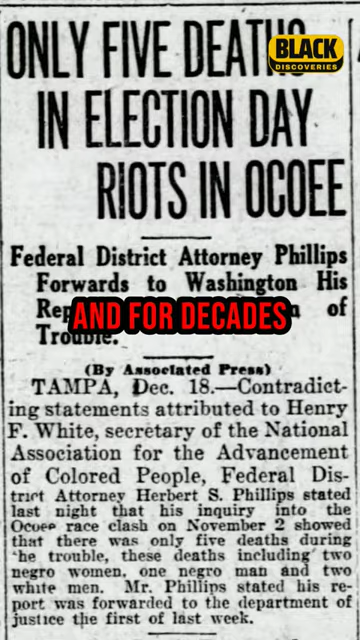 ONLY FIVE DEATHS
IN ELECTION DAY
RIOTS IN OCOEE
BLACK
DISCOVERIES
Federal District Attorney Phillips
Forwards to Washington His
of
Trouble.
AND FOR DECADES
(By Associated Press)
TAMPA, Dec. 18.—Contradict-
ing statements attributed to Henry
F. White, secretary of the National
Association for the Advancement
of Colored People, Federal Dis-
trict Attorney Herbert S. Phillips stated
last night that his inquiry into the
Ocoee race clash on November 2 showed
that there was only five deaths during
'he trouble, these deaths including two
negro women, one negro man and two
white men. Mr. Phillips stated his re-
port was forwarded to the department of
justice the first of last week.